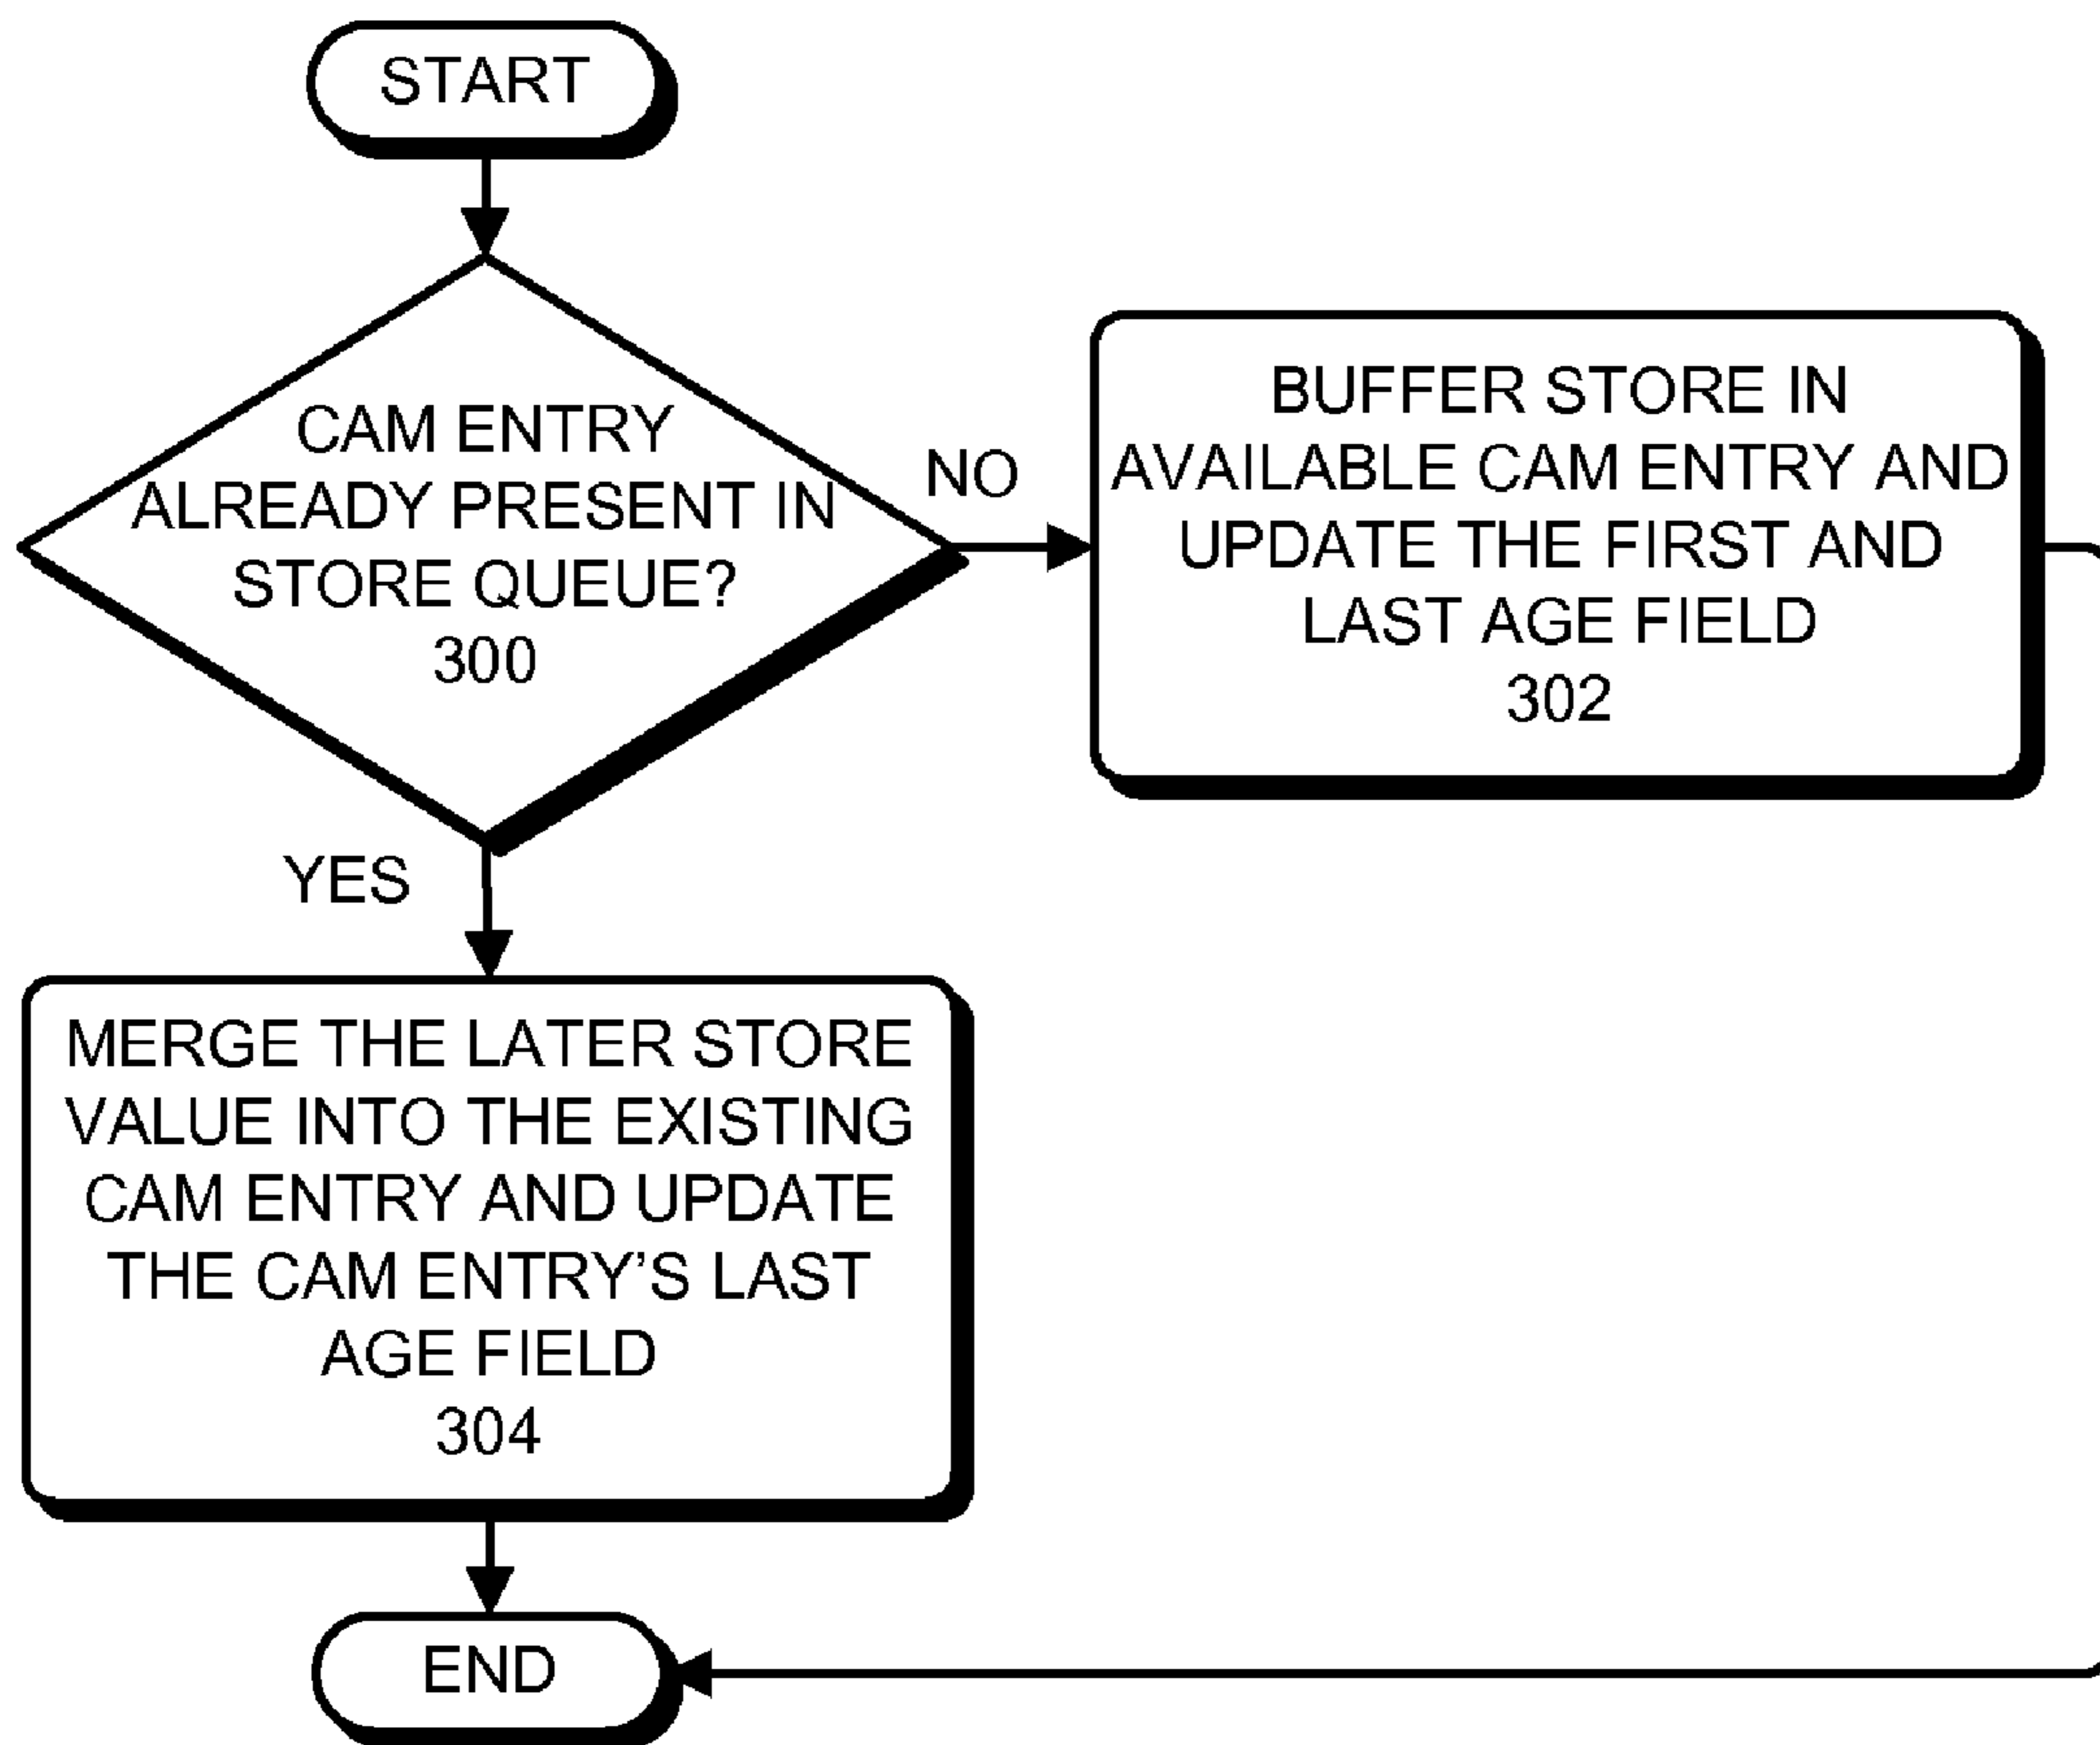 START
CAM ENTRY
ALREADY PRESENT IN
STORE QUEUE?
300
NO
BUFFER STORE IN
AVAILABLE CAM ENTRY AND
UPDATE THE FIRST AND
LAST AGE FIELD
302
YES
MERGE THE LATER STORE
VALUE INTO THE EXISTING
CAM ENTRY AND UPDATE
THE CAM ENTRY’S LAST
AGE FIELD
304
END